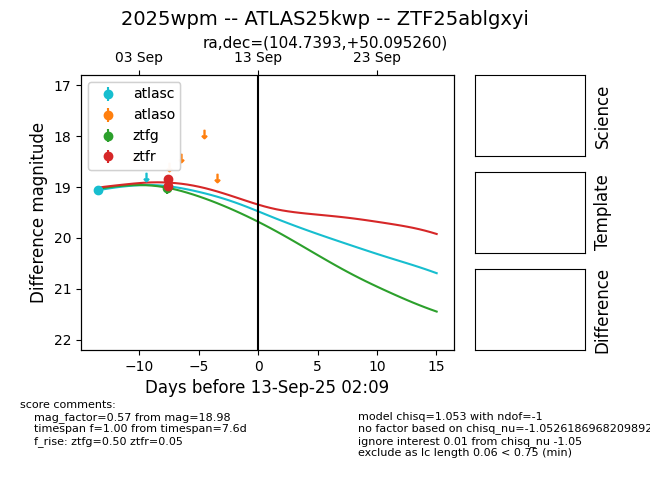 2025wpm -- ATLAS25kwp -- ZTF25ablgxyi
ra,dec=(104.7393,+50.095260)
03 Sep
13 Sep
23 Sep
atlasc
atlaso
ztfg
ztfr
17
18
19
20
21
22
Difference magnitude
−10
−5
0
5
10
15
Days before 13-Sep-25 02:09
Science
Template
Difference
score comments:
mag_factor=0.57 from mag=18.98
timespan f=1.00 from timespan=7.6d
f_rise: ztfg=0.50 ztfr=0.05
model chisq=1.053 with ndof=-1
no factor based on chisq_nu=-1.0526186968209892
ignore interest 0.01 from chisq_nu -1.05
exclude as lc length 0.06 < 0.75 (min)